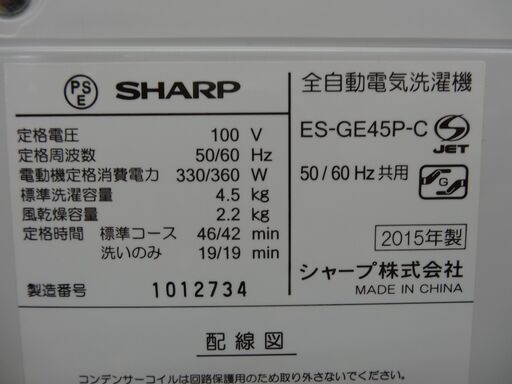 PS
E
SHARP
全自動電気洗濯機
ES-GE45P-C
S
JET
定格電圧 100 V
定格周波数 50/60 Hz
電動機定格消費電力 330/360 W
標準洗濯容量 4.5 kg
風乾燥容量 2.2 kg
定格時間 標準コース 46/42 min
洗いのみ 19/19 min
製造番号 1012734
50/60 Hz 共用
G
2015年製
シャープ株式会社
MADE IN CHINA
配線図
コンデンサーコイルは回路保護用のため取り外さないでください。